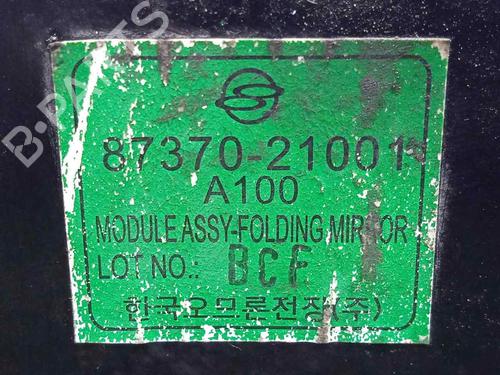 87370-21001
A100
MODULE ASSY-FOLDING MIRROR
LOT NO.: BCF
한국오므론전장(주)
B-PARTS